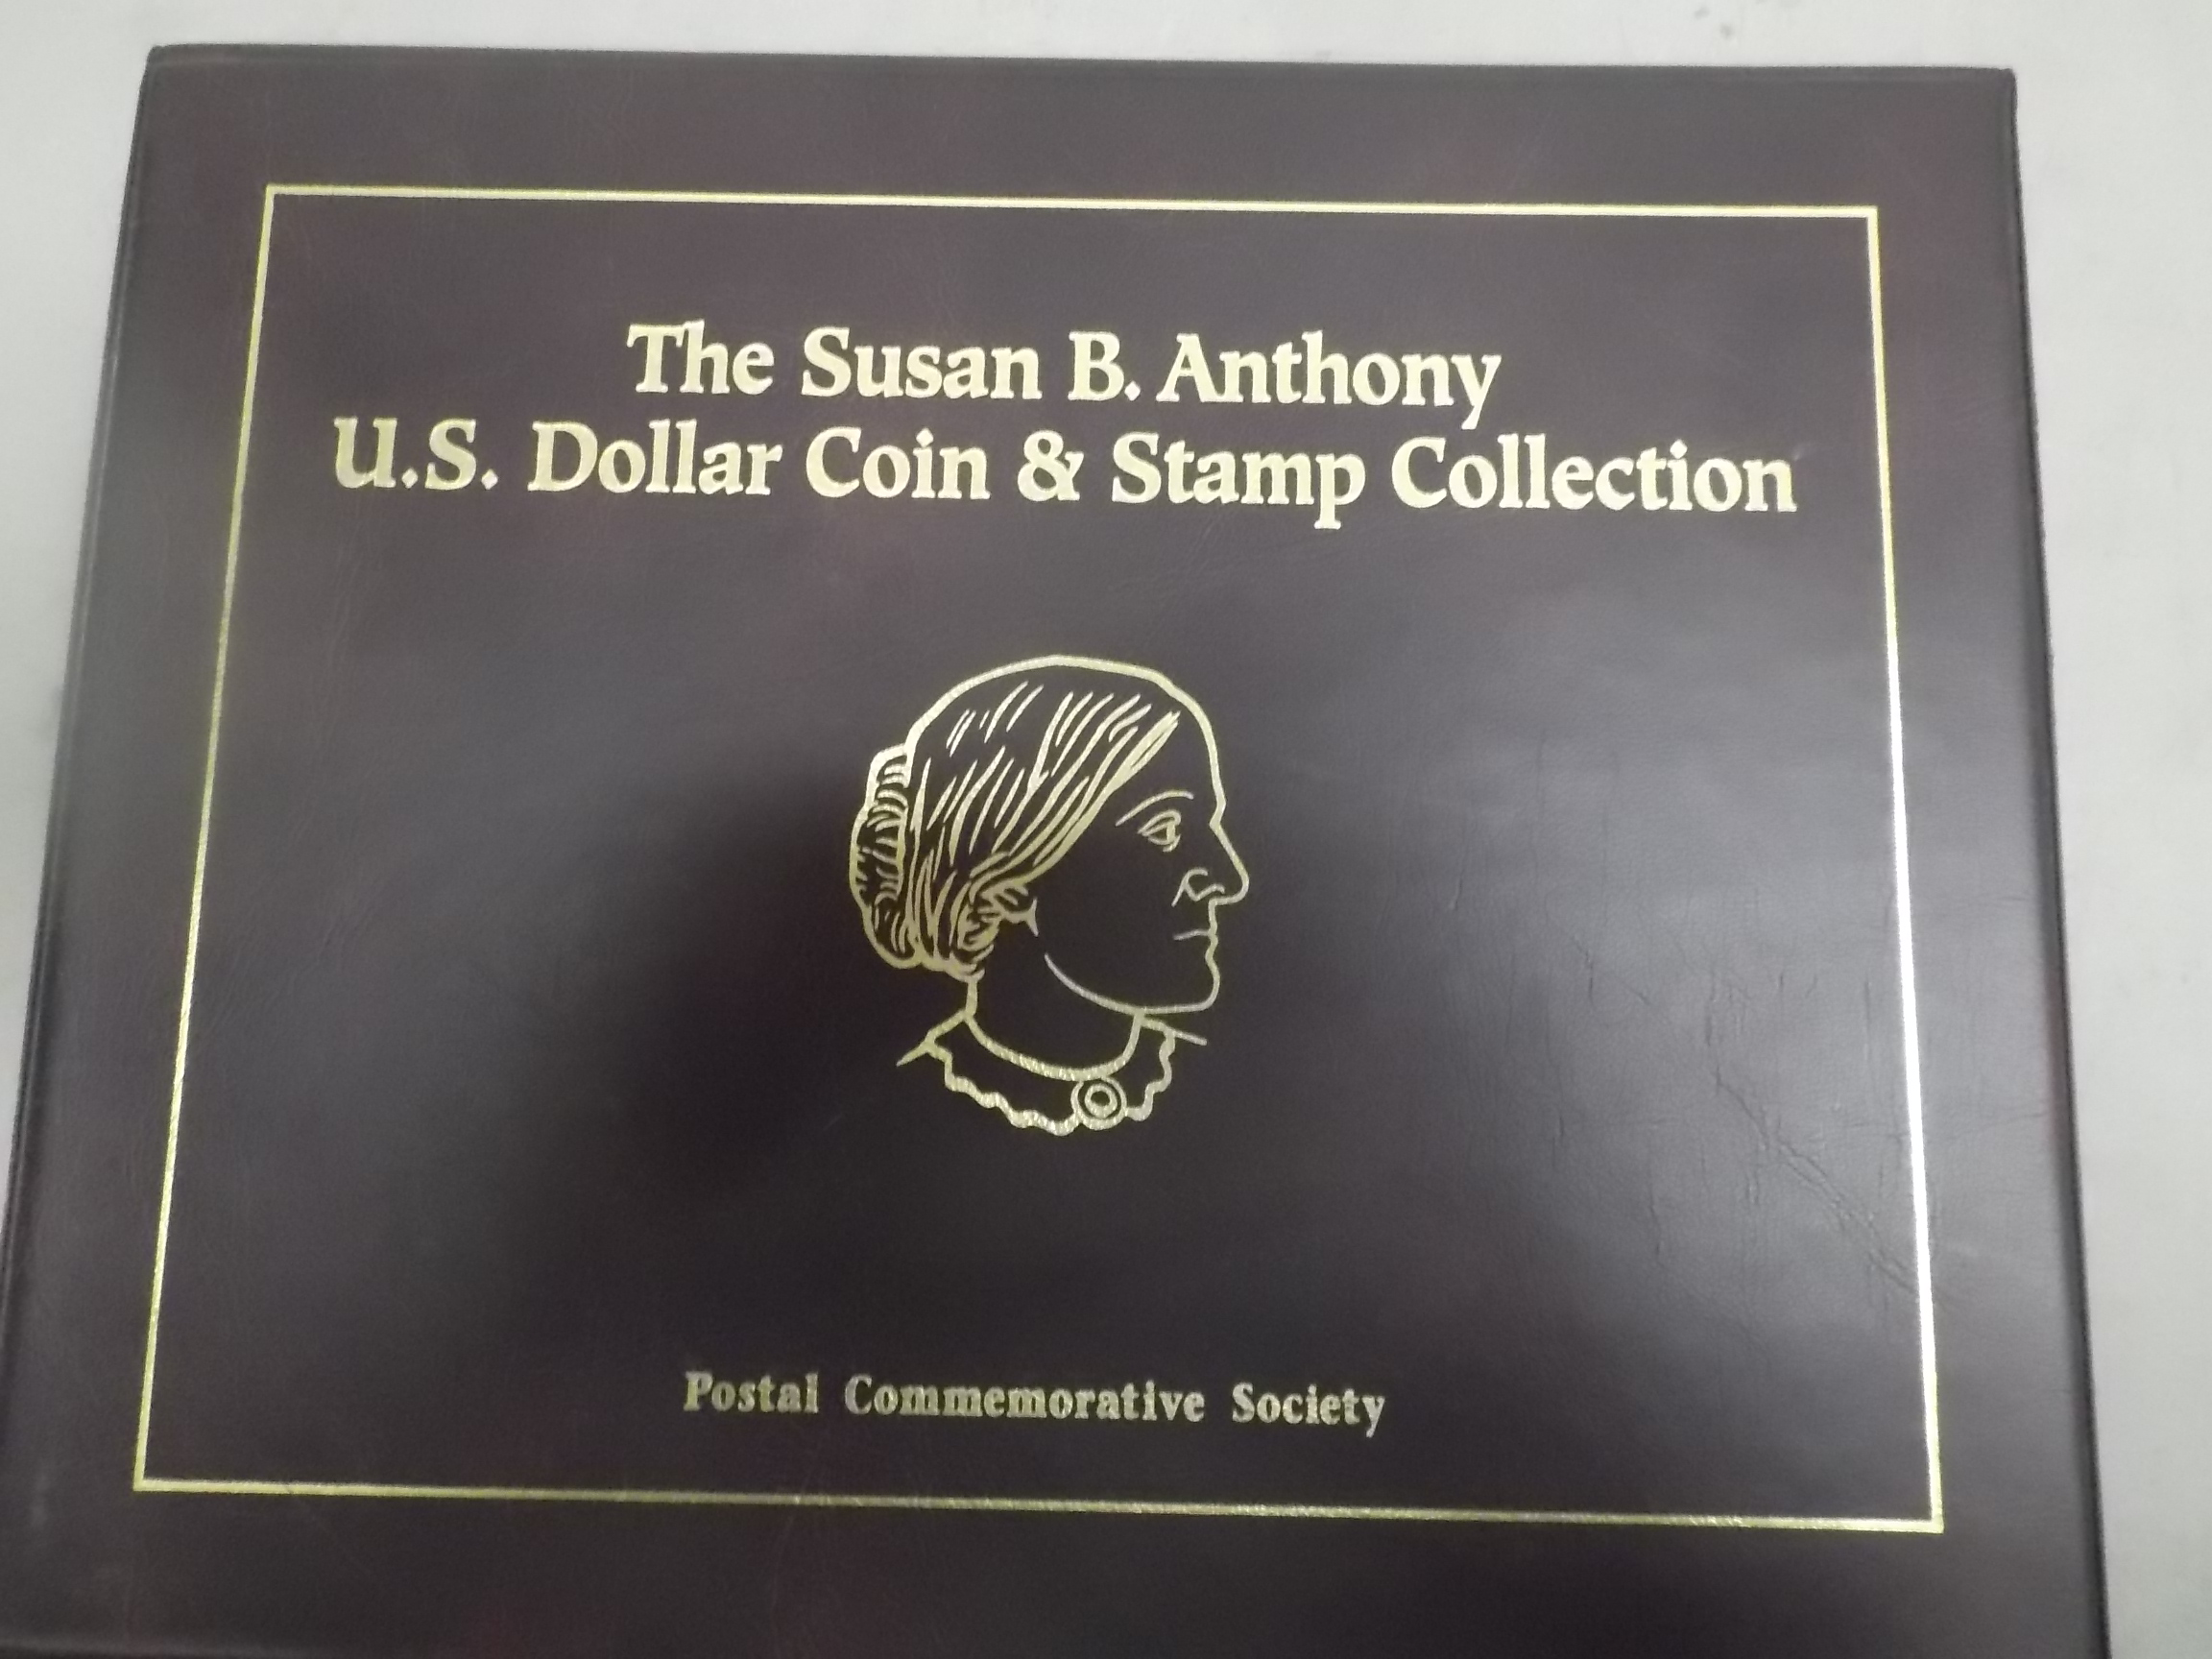 The Susan B. Anthony
U.S. Dollar Coin & Stamp Collection
Postal Commemorative Society